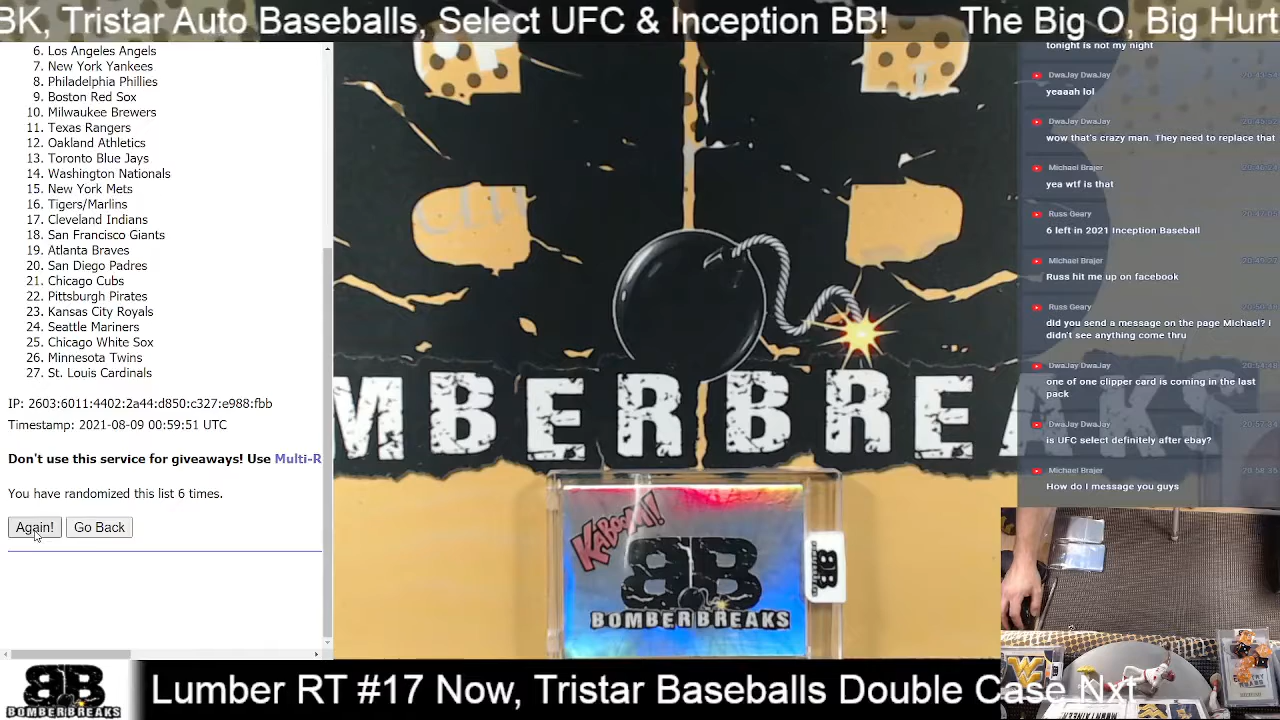 BK, Tristar Auto Baseballs, Select UFC & Inception BB! The Big O, Big Hurt
6. Los Angeles Angels
7. New York Yankees
8. Philadelphia Phillies
9. Boston Red Sox
10. Milwaukee Brewers
11. Texas Rangers
12. Oakland Athletics
13. Toronto Blue Jays
14. Washington Nationals
15. New York Mets
16. Tigers/Marlins
17. Cleveland Indians
18. San Francisco Giants
19. Atlanta Braves
20. San Diego Padres
21. Chicago Cubs
22. Pittsburgh Pirates
23. Kansas City Royals
24. Seattle Mariners
25. Chicago White Sox
26. Minnesota Twins
27. St. Louis Cardinals
IP: 2603:6011:4402:2a44:d850:c327:e988:fbb
Timestamp: 2021-08-09 00:59:51 UTC
Don't use this service for giveaways! Use Multi-R
You have randomized this list 6 times.
Again! Go Back
MBERBREAKS
KABOOM!
BB
BOMBERBREAKS
BB
tonight is not my night
DwaJay DwaJay
yeaaah lol
DwaJay DwaJay
wow that's crazy man. They need to replace that
Michael Brajer
yea wtf is that
Russ Geary
6 left in 2021 Inception Baseball
Michael Brajer
Russ hit me up on facebook
Russ Geary
did you send a message on the page Michael? I
didn't see anything come thru
DwaJay DwaJay
one of one clipper card is coming in the last
pack
DwaJay DwaJay
is UFC select definitely after ebay?
Michael Brajer
How do I message you guys
BB
BOMBERBREAKS
Lumber RT #17 Now, Tristar Baseballs Double Case Nxt